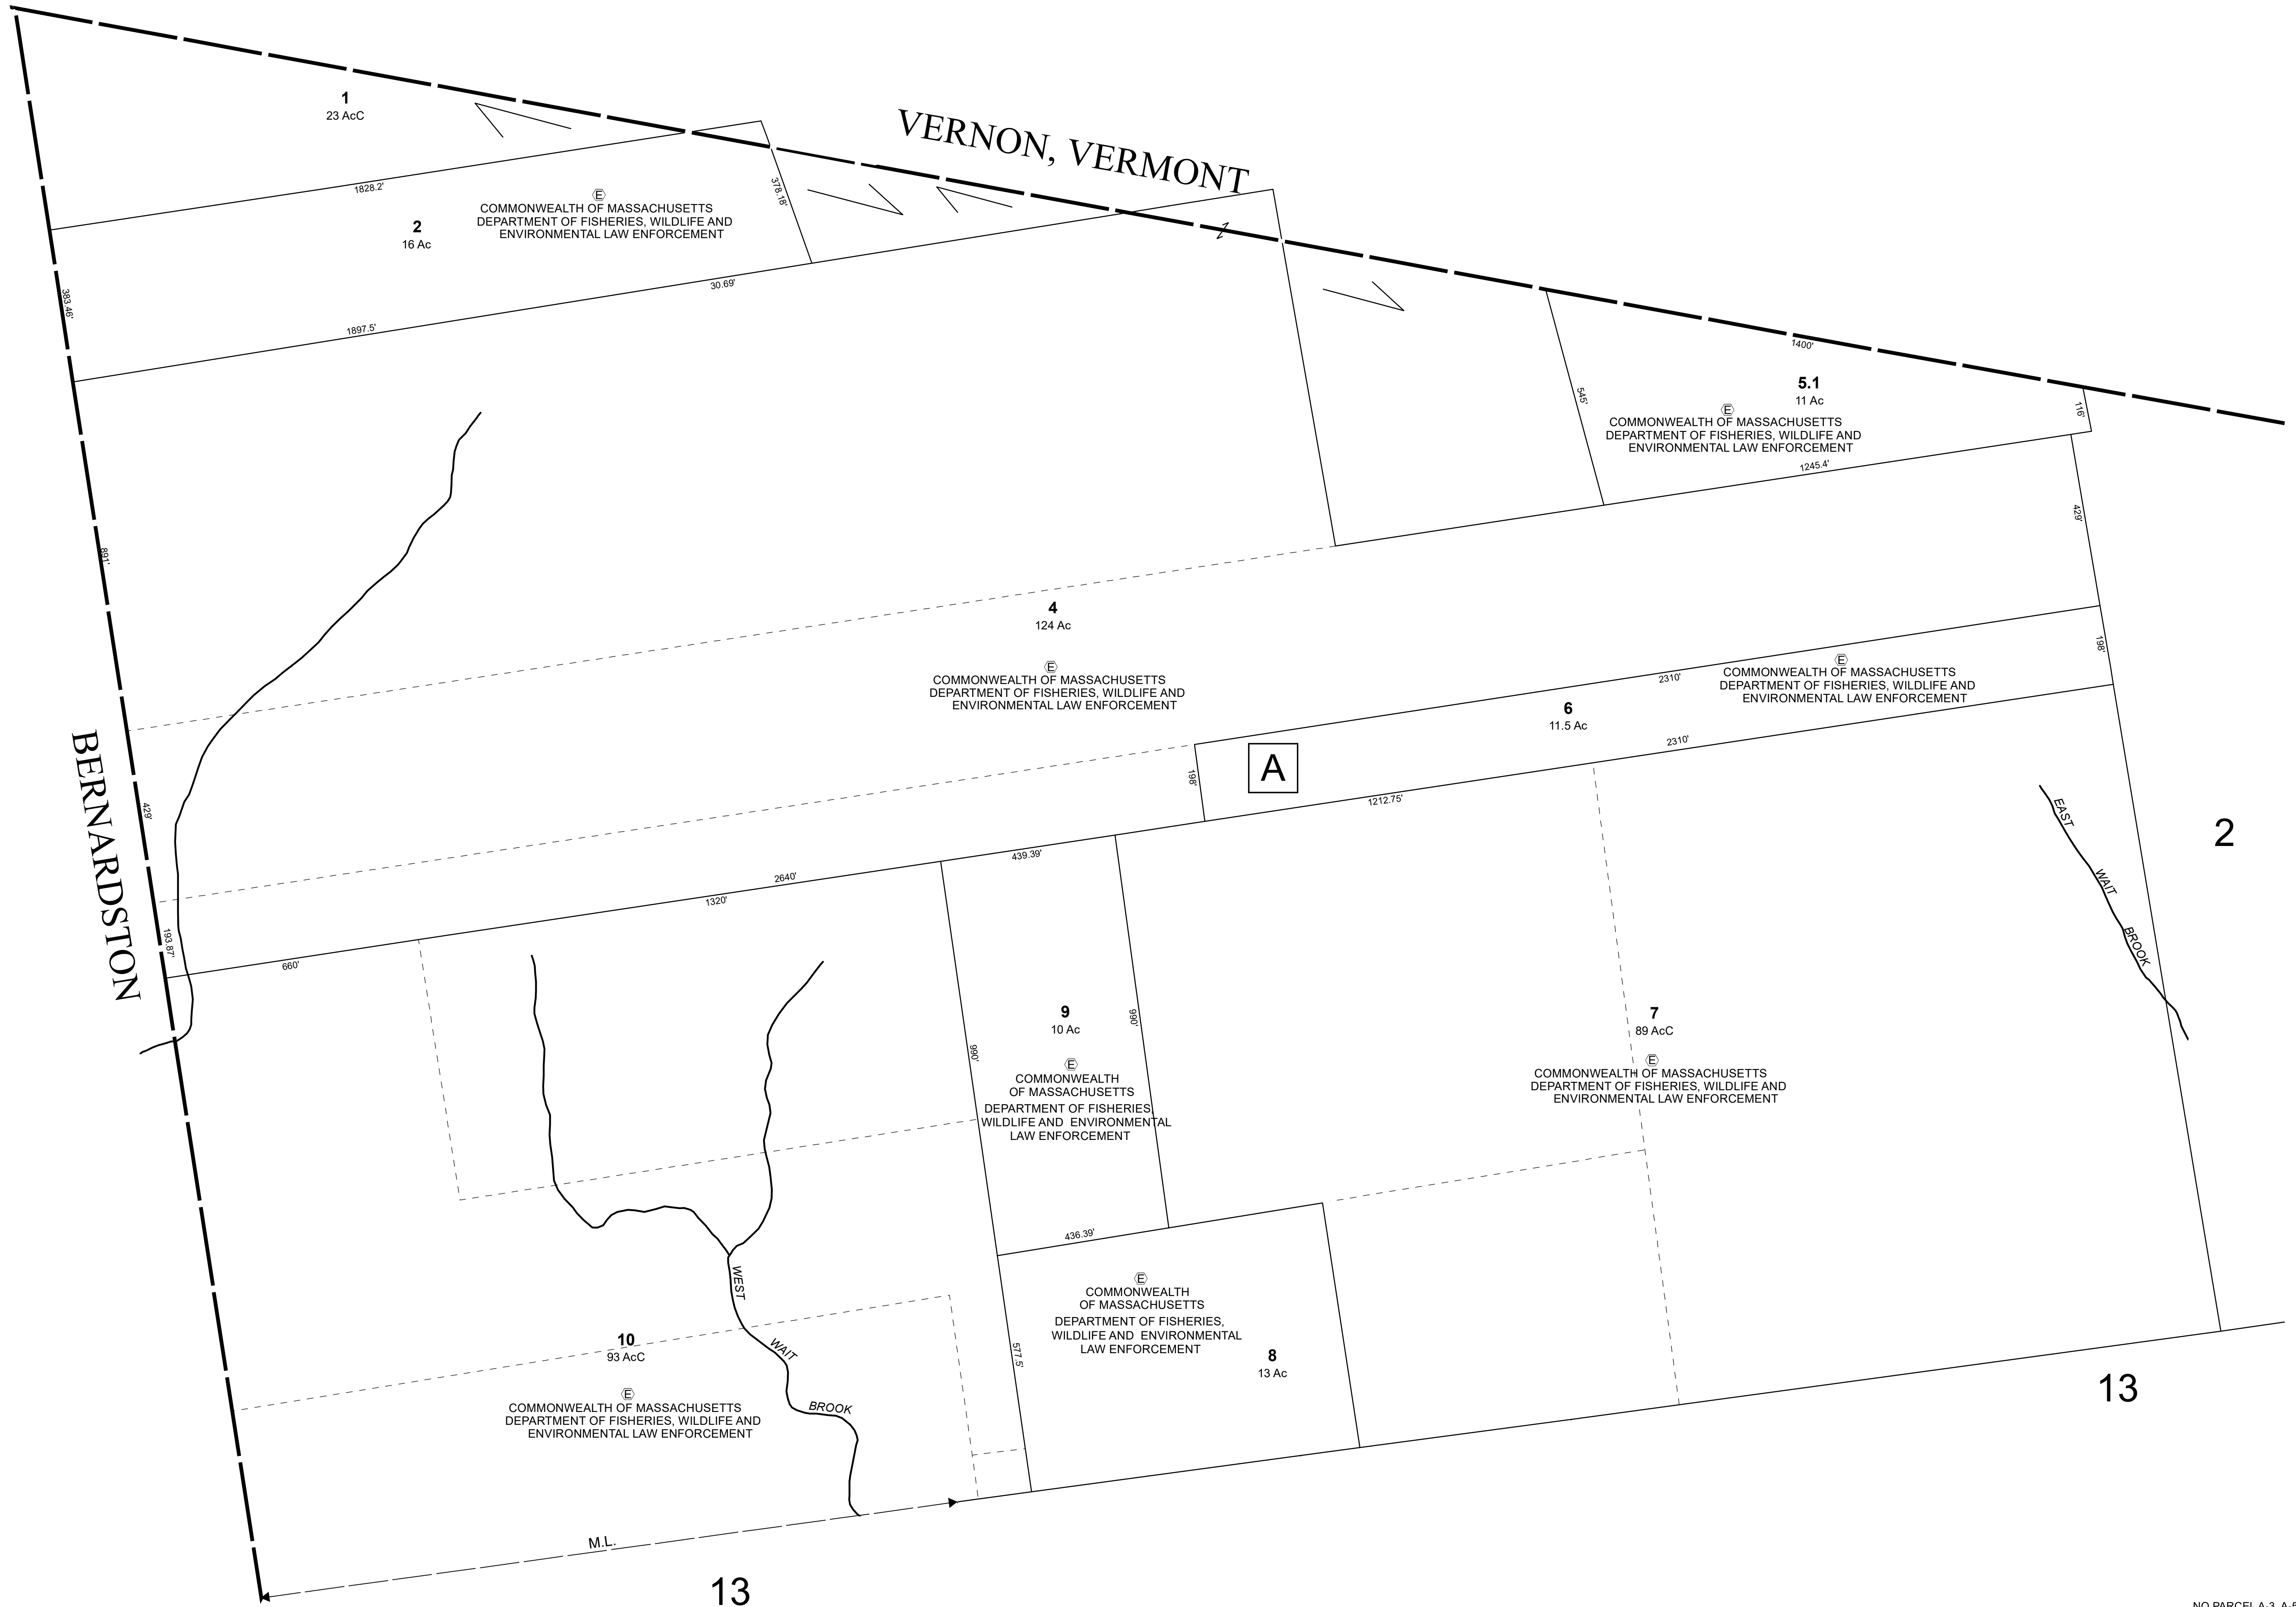 1
23 AcC
VERNON, VERMONT
1828.2'
378.18'
E
COMMONWEALTH OF MASSACHUSETTS
DEPARTMENT OF FISHERIES, WILDLIFE AND
ENVIRONMENTAL LAW ENFORCEMENT
2
16 Ac
383.46'
30.69'
1897.5'
1400'
5.1
11 Ac
545'
116'
E
COMMONWEALTH OF MASSACHUSETTS
DEPARTMENT OF FISHERIES, WILDLIFE AND
ENVIRONMENTAL LAW ENFORCEMENT
1245.4'
429'
891'
4
124 Ac
E
COMMONWEALTH OF MASSACHUSETTS
DEPARTMENT OF FISHERIES, WILDLIFE AND
ENVIRONMENTAL LAW ENFORCEMENT
198'
2310'
E
COMMONWEALTH OF MASSACHUSETTS
DEPARTMENT OF FISHERIES, WILDLIFE AND
ENVIRONMENTAL LAW ENFORCEMENT
6
11.5 Ac
2310'
BERNARDSTON
198'
A
1212.75'
429'
EAST
WAIT
BROOK
2
439.39'
2640'
1320'
193.87'
660'
9
10 Ac
990'
990'
E
COMMONWEALTH
OF MASSACHUSETTS
DEPARTMENT OF FISHERIES,
WILDLIFE AND ENVIRONMENTAL
LAW ENFORCEMENT
7
89 AcC
E
COMMONWEALTH OF MASSACHUSETTS
DEPARTMENT OF FISHERIES, WILDLIFE AND
ENVIRONMENTAL LAW ENFORCEMENT
436.39'
WEST
WAIT
BROOK
E
COMMONWEALTH
OF MASSACHUSETTS
DEPARTMENT OF FISHERIES,
WILDLIFE AND ENVIRONMENTAL
LAW ENFORCEMENT
8
13 Ac
577.5'
10
93 AcC
E
COMMONWEALTH OF MASSACHUSETTS
DEPARTMENT OF FISHERIES, WILDLIFE AND
ENVIRONMENTAL LAW ENFORCEMENT
13
M.L.
13
NO PARCEL A-3, A-5